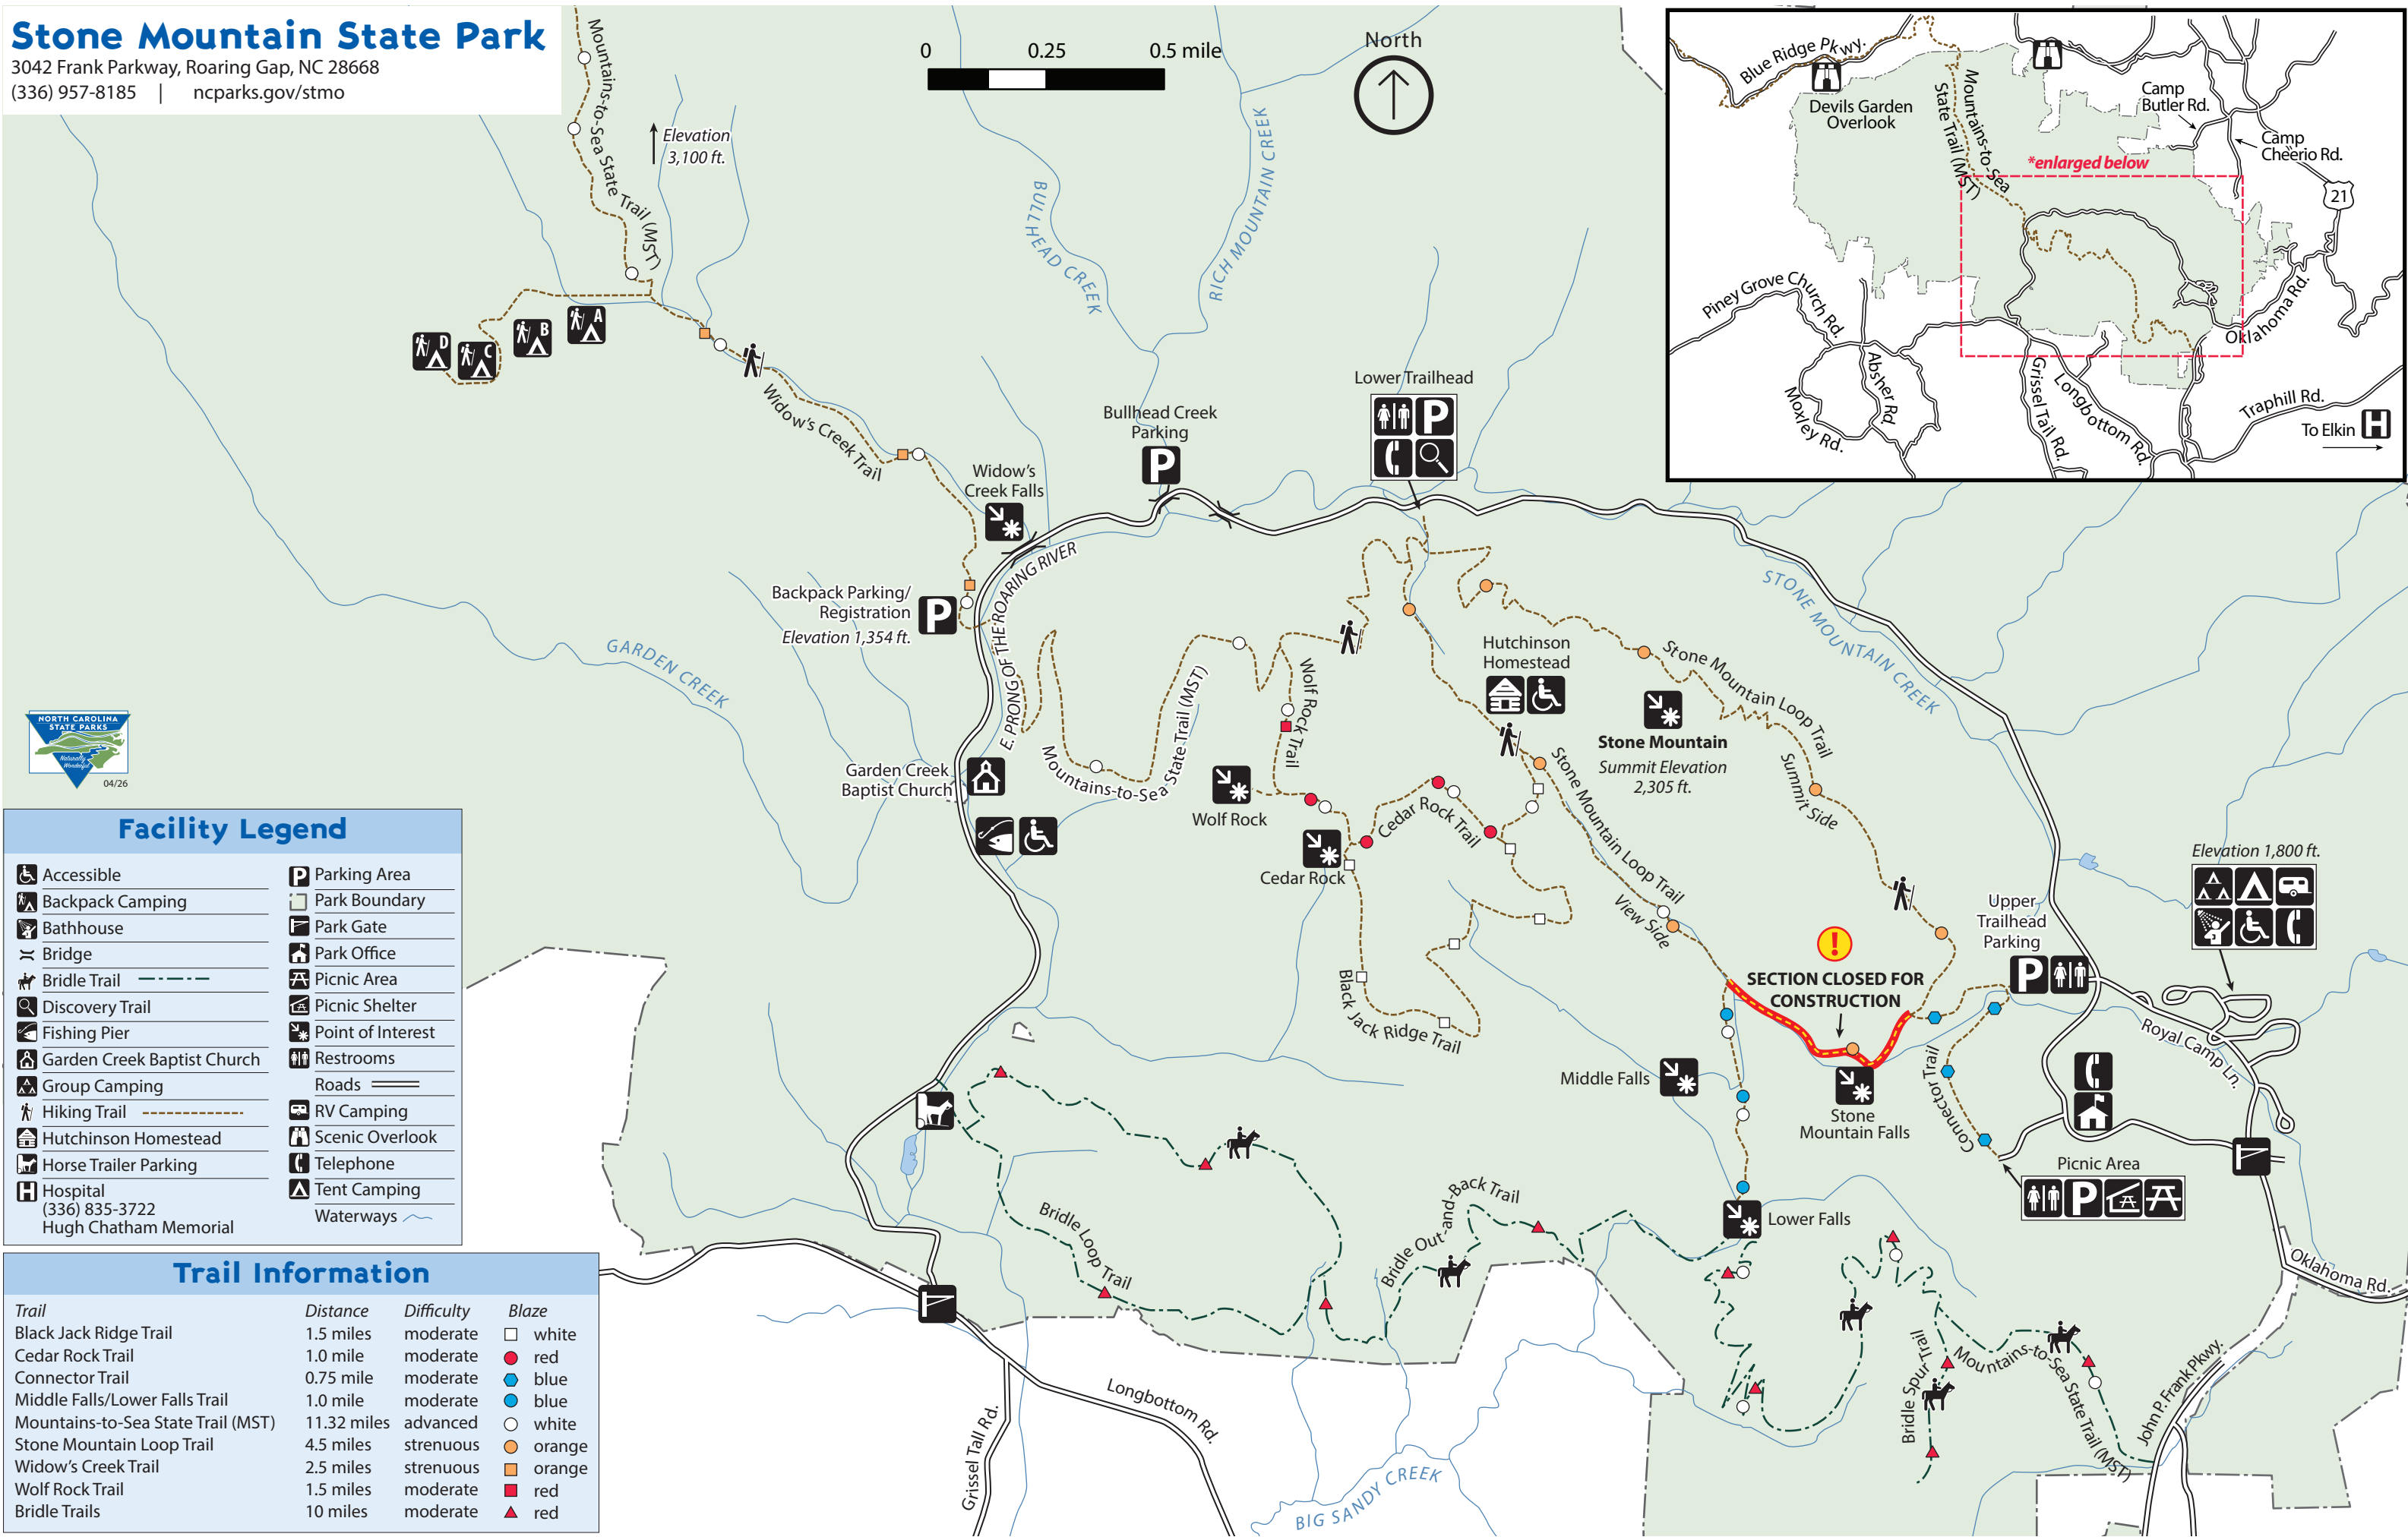 Stone Mountain State Park
3042 Frank Parkway, Roaring Gap, NC 28668
(336) 957-8185 | ncparks.gov/stmo
0 0.25 0.5 mile
North
Mountains-to-Sea State Trail (MST)
Elevation
3,100 ft.
BULLHEAD CREEK
RICH MOUNTAIN CREEK
Blue Ridge Pkwy.
Devils Garden
Overlook
Mountains-to-Sea
State Trail (MST)
Camp
Butler Rd.
Camp
Cheerio Rd.
*enlarged below
21
Piney Grove Church Rd.
Oklahoma Rd.
Absher Rd.
Moxley Rd.
Grissel Tail Rd.
Longbottom Rd.
Traphill Rd.
To Elkin
H
D
C
B
A
Widow's Creek Trail
Lower Trailhead
P
Bullhead Creek
Parking
P
Widow's
Creek Falls
Backpack Parking/
Registration
Elevation 1,354 ft.
P
E. PRONG OF THE ROARING RIVER
STONE MOUNTAIN CREEK
GARDEN CREEK
Hutchinson
Homestead
Stone Mountain Loop Trail
Summit Side
Stone Mountain
Summit Elevation
2,305 ft.
Wolf Rock Trail
Mountains-to-Sea-State-Trail (MST)
Garden Creek
Baptist Church
Wolf Rock
Cedar Rock Trail
Cedar Rock
Stone Mountain Loop Trail
View Side
Black Jack Ridge Trail
Elevation 1,800 ft.
Upper
Trailhead
Parking
P
!
SECTION CLOSED FOR
CONSTRUCTION
Royal Camp Ln.
Connector Trail
Middle Falls
Stone
Mountain Falls
Picnic Area
P
Lower Falls
Bridle Loop Trail
Bridle Out-and-Back Trail
Bridle Spur Trail
Mountains-to-Sea State Trail (MST)
John P. Frank Pkwy.
Oklahoma Rd.
Longbottom Rd.
Grissel Tall Rd.
BIG SANDY CREEK
NORTH CAROLINA
STATE PARKS
Naturally
Wonderful
04/26
Facility Legend
Accessible
Backpack Camping
Bathhouse
Bridge
Bridle Trail
Discovery Trail
Fishing Pier
Garden Creek Baptist Church
Group Camping
Hiking Trail
Hutchinson Homestead
Horse Trailer Parking
H Hospital
(336) 835-3722
Hugh Chatham Memorial
P Parking Area
Park Boundary
Park Gate
Park Office
Picnic Area
Picnic Shelter
Point of Interest
Restrooms
Roads
RV Camping
Scenic Overlook
Telephone
Tent Camping
Waterways
Trail Information
Trail Distance Difficulty Blaze
Black Jack Ridge Trail 1.5 miles moderate white
Cedar Rock Trail 1.0 mile moderate red
Connector Trail 0.75 mile moderate blue
Middle Falls/Lower Falls Trail 1.0 mile moderate blue
Mountains-to-Sea State Trail (MST) 11.32 miles advanced white
Stone Mountain Loop Trail 4.5 miles strenuous orange
Widow's Creek Trail 2.5 miles strenuous orange
Wolf Rock Trail 1.5 miles moderate red
Bridle Trails 10 miles moderate red